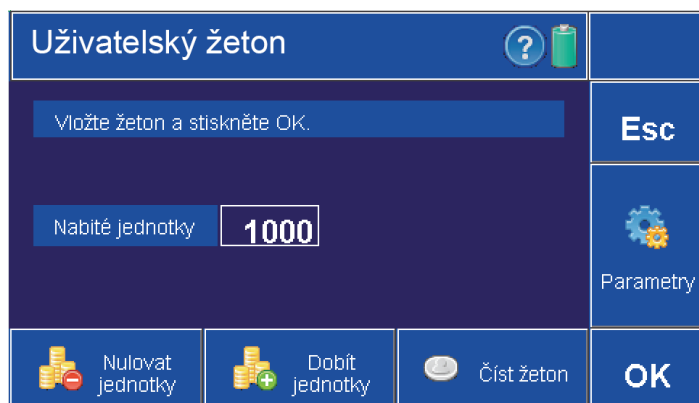 Uživatelský žeton
?
Vložte žeton a stiskněte OK.
Esc
Nabité jednotky 1000
Parametry
Nulovat
jednotky
Dobít
jednotky
Číst žeton
OK